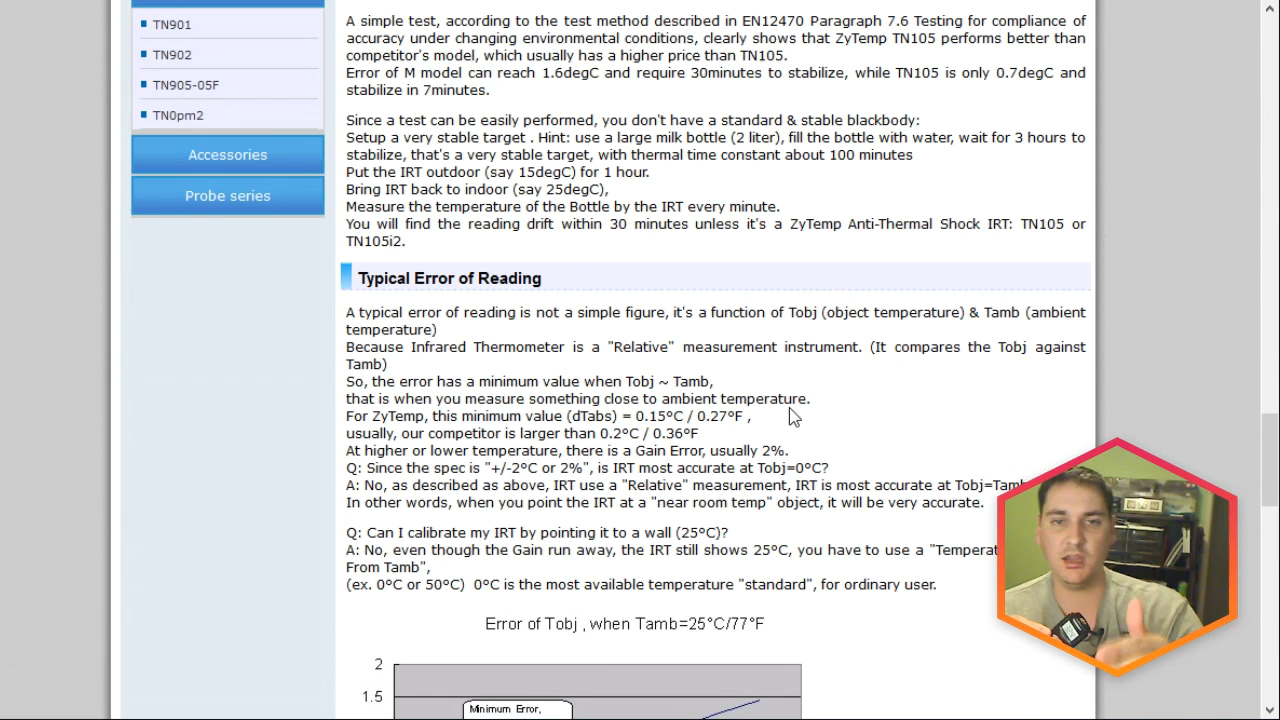 TN901
TN902
TN905-05F
TN0pm2
Accessories
Probe series
A simple test, according to the test method described in EN12470 Paragraph 7.6 Testing for compliance of
accuracy under changing environmental conditions, clearly shows that ZyTemp TN105 performs better than
competitor's model, which usually has a higher price than TN105.
Error of M model can reach 1.6degC and require 30minutes to stabilize, while TN105 is only 0.7degC and
stabilize in 7minutes.
Since a test can be easily performed, you don't have a standard & stable blackbody:
Setup a very stable target . Hint: use a large milk bottle (2 liter), fill the bottle with water, wait for 3 hours to
stabilize, that's a very stable target, with thermal time constant about 100 minutes
Put the IRT outdoor (say 15degC) for 1 hour.
Bring IRT back to indoor (say 25degC),
Measure the temperature of the Bottle by the IRT every minute.
You will find the reading drift within 30 minutes unless it's a ZyTemp Anti-Thermal Shock IRT: TN105 or
TN105i2.
Typical Error of Reading
A typical error of reading is not a simple figure, it's a function of Tobj (object temperature) & Tamb (ambient
temperature)
Because Infrared Thermometer is a "Relative" measurement instrument. (It compares the Tobj against
Tamb)
So, the error has a minimum value when Tobj ~ Tamb,
that is when you measure something close to ambient temperature.
For ZyTemp, this minimum value (dTabs) = 0.15°C / 0.27°F ,
usually, our competitor is larger than 0.2°C / 0.36°F
At higher or lower temperature, there is a Gain Error, usually 2%.
Q: Since the spec is "+/-2°C or 2%", is IRT most accurate at Tobj=0°C?
A: No, as described as above, IRT use a "Relative" measurement, IRT is most accurate at Tobj=Tamb
In other words, when you point the IRT at a "near room temp" object, it will be very accurate.
Q: Can I calibrate my IRT by pointing it to a wall (25°C)?
A: No, even though the Gain run away, the IRT still shows 25°C, you have to use a
From Tamb",
(ex. 0°C or 50°C) 0°C is the most available temperature "standard", for ordinary user.
Error of Tobj , when Tamb=25°C/77°F
2
1.5
Minimum Error,